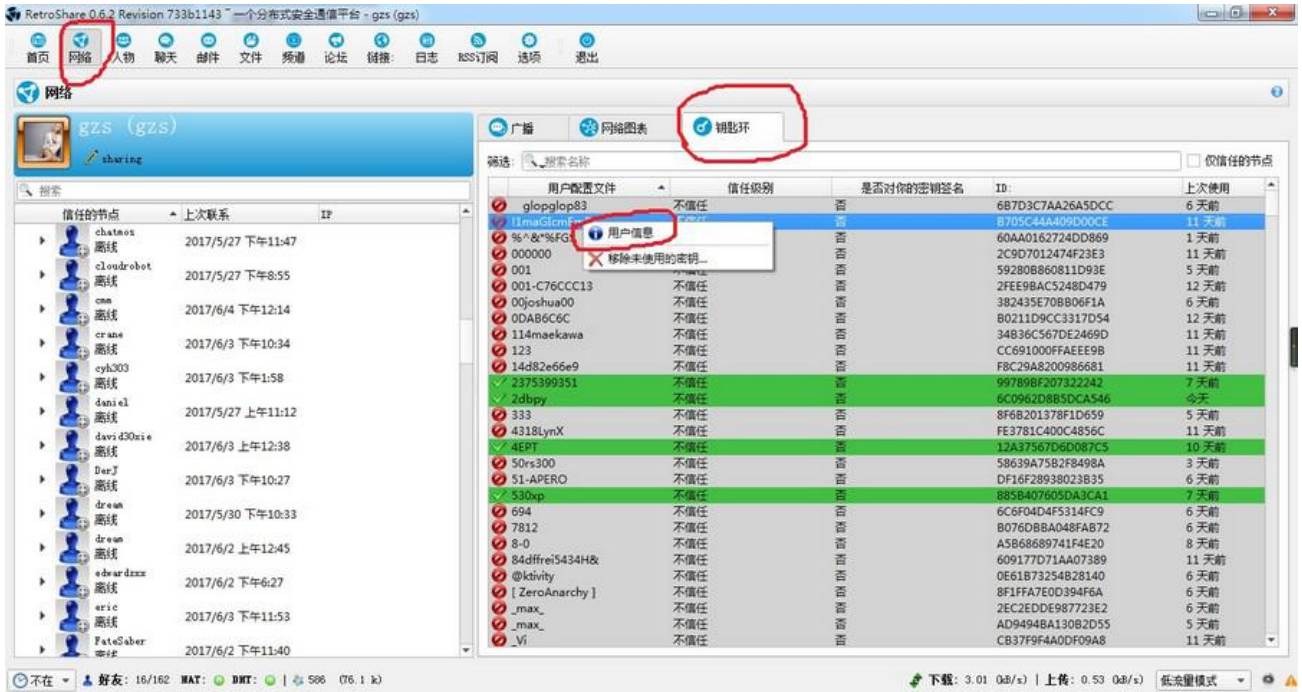 RetroShare 0.6.2 Revision 733b1143 ~ 一个分布式安全通信平台 - gzs (gzs)
首页 网络 人物 聊天 邮件 文件 频道 论坛 链接: 日志 RSS订阅 选项 退出
网络
gzs (gzs)
sharing
搜索
信任的节点 上次联系 IP
chatmos
离线 2017/5/27 下午11:47
cloudrobot
离线 2017/5/27 下午8:55
cmm
离线 2017/6/4 下午12:14
crane
离线 2017/6/3 下午10:34
cyh303
离线 2017/6/3 下午1:58
daniel
离线 2017/5/27 上午11:12
david30xie
离线 2017/6/3 上午12:38
DerJ
离线 2017/6/3 下午10:27
dream
离线 2017/5/30 下午10:33
dream
离线 2017/6/2 上午12:45
edwardzzz
离线 2017/6/2 下午6:27
eric
离线 2017/6/3 下午11:53
FateSaber
离线 2017/6/2 下午11:40
广播 网络图表 钥匙环
筛选: 搜索名称 仅信任的节点
用户配置文件 信任级别 是否对你的密钥签名 ID: 上次使用
glopglop83 不信任 否 6B7D3C7AA26A5DCC 6 天前
不信任 否 B705C44A409D00CE 11 天前
%^&*%FG 否 60AA0162724DD869 1 天前
000000 否 2C9D7012474F23E3 11 天前
001 不信任 否 59280B860811D93E 5 天前
001-C76CCC13 不信任 否 2FEE9BAC5248D479 12 天前
00joshua00 不信任 否 382435E70BB06F1A 6 天前
0DAB6C6C 不信任 否 B0211D9CC3317D54 12 天前
114maekawa 不信任 否 34B36C567DE2469D 11 天前
123 不信任 否 CC691000FFAEEE9B 11 天前
14d82e66e9 不信任 否 F8C29A8200986681 11 天前
2375399351 不信任 否 99789BF207322242 7 天前
2dbpy 不信任 否 6C0962D8B5DCA546 今天
333 不信任 否 8F6B201378F1D659 5 天前
4318LynX 不信任 否 FE3781C400C4856C 11 天前
4EPT 不信任 否 12A37567D6D087C5 10 天前
50rs300 不信任 否 58639A75B2F8498A 3 天前
51-APERO 不信任 否 DF16F28938023B35 6 天前
530xp 不信任 否 885B407605DA3CA1 7 天前
694 不信任 否 6C6F04D4F5314FC9 6 天前
7812 不信任 否 B076DBBA048FAB72 6 天前
8-0 不信任 否 A5B68689741F4E20 8 天前
84dffrei5434H& 不信任 否 609177D71AA07389 11 天前
@ktivity 不信任 否 0E61B73254B28140 6 天前
[ ZeroAnarchy ] 不信任 否 8F1FFA7E0D394F6A 6 天前
_max_ 不信任 否 2EC2EDDE987723E2 6 天前
_max_ 不信任 否 AD9494BA130B2D55 5 天前
_Vi 不信任 否 CB37F9F4A0DF09A8 11 天前
用户信息
移除未使用的密钥...
不在 好友: 16/162 NAT: DHT: | 586 (76.1 k) 下载: 3.01 (kB/s) | 上传: 0.53 (kB/s) 低流量模式